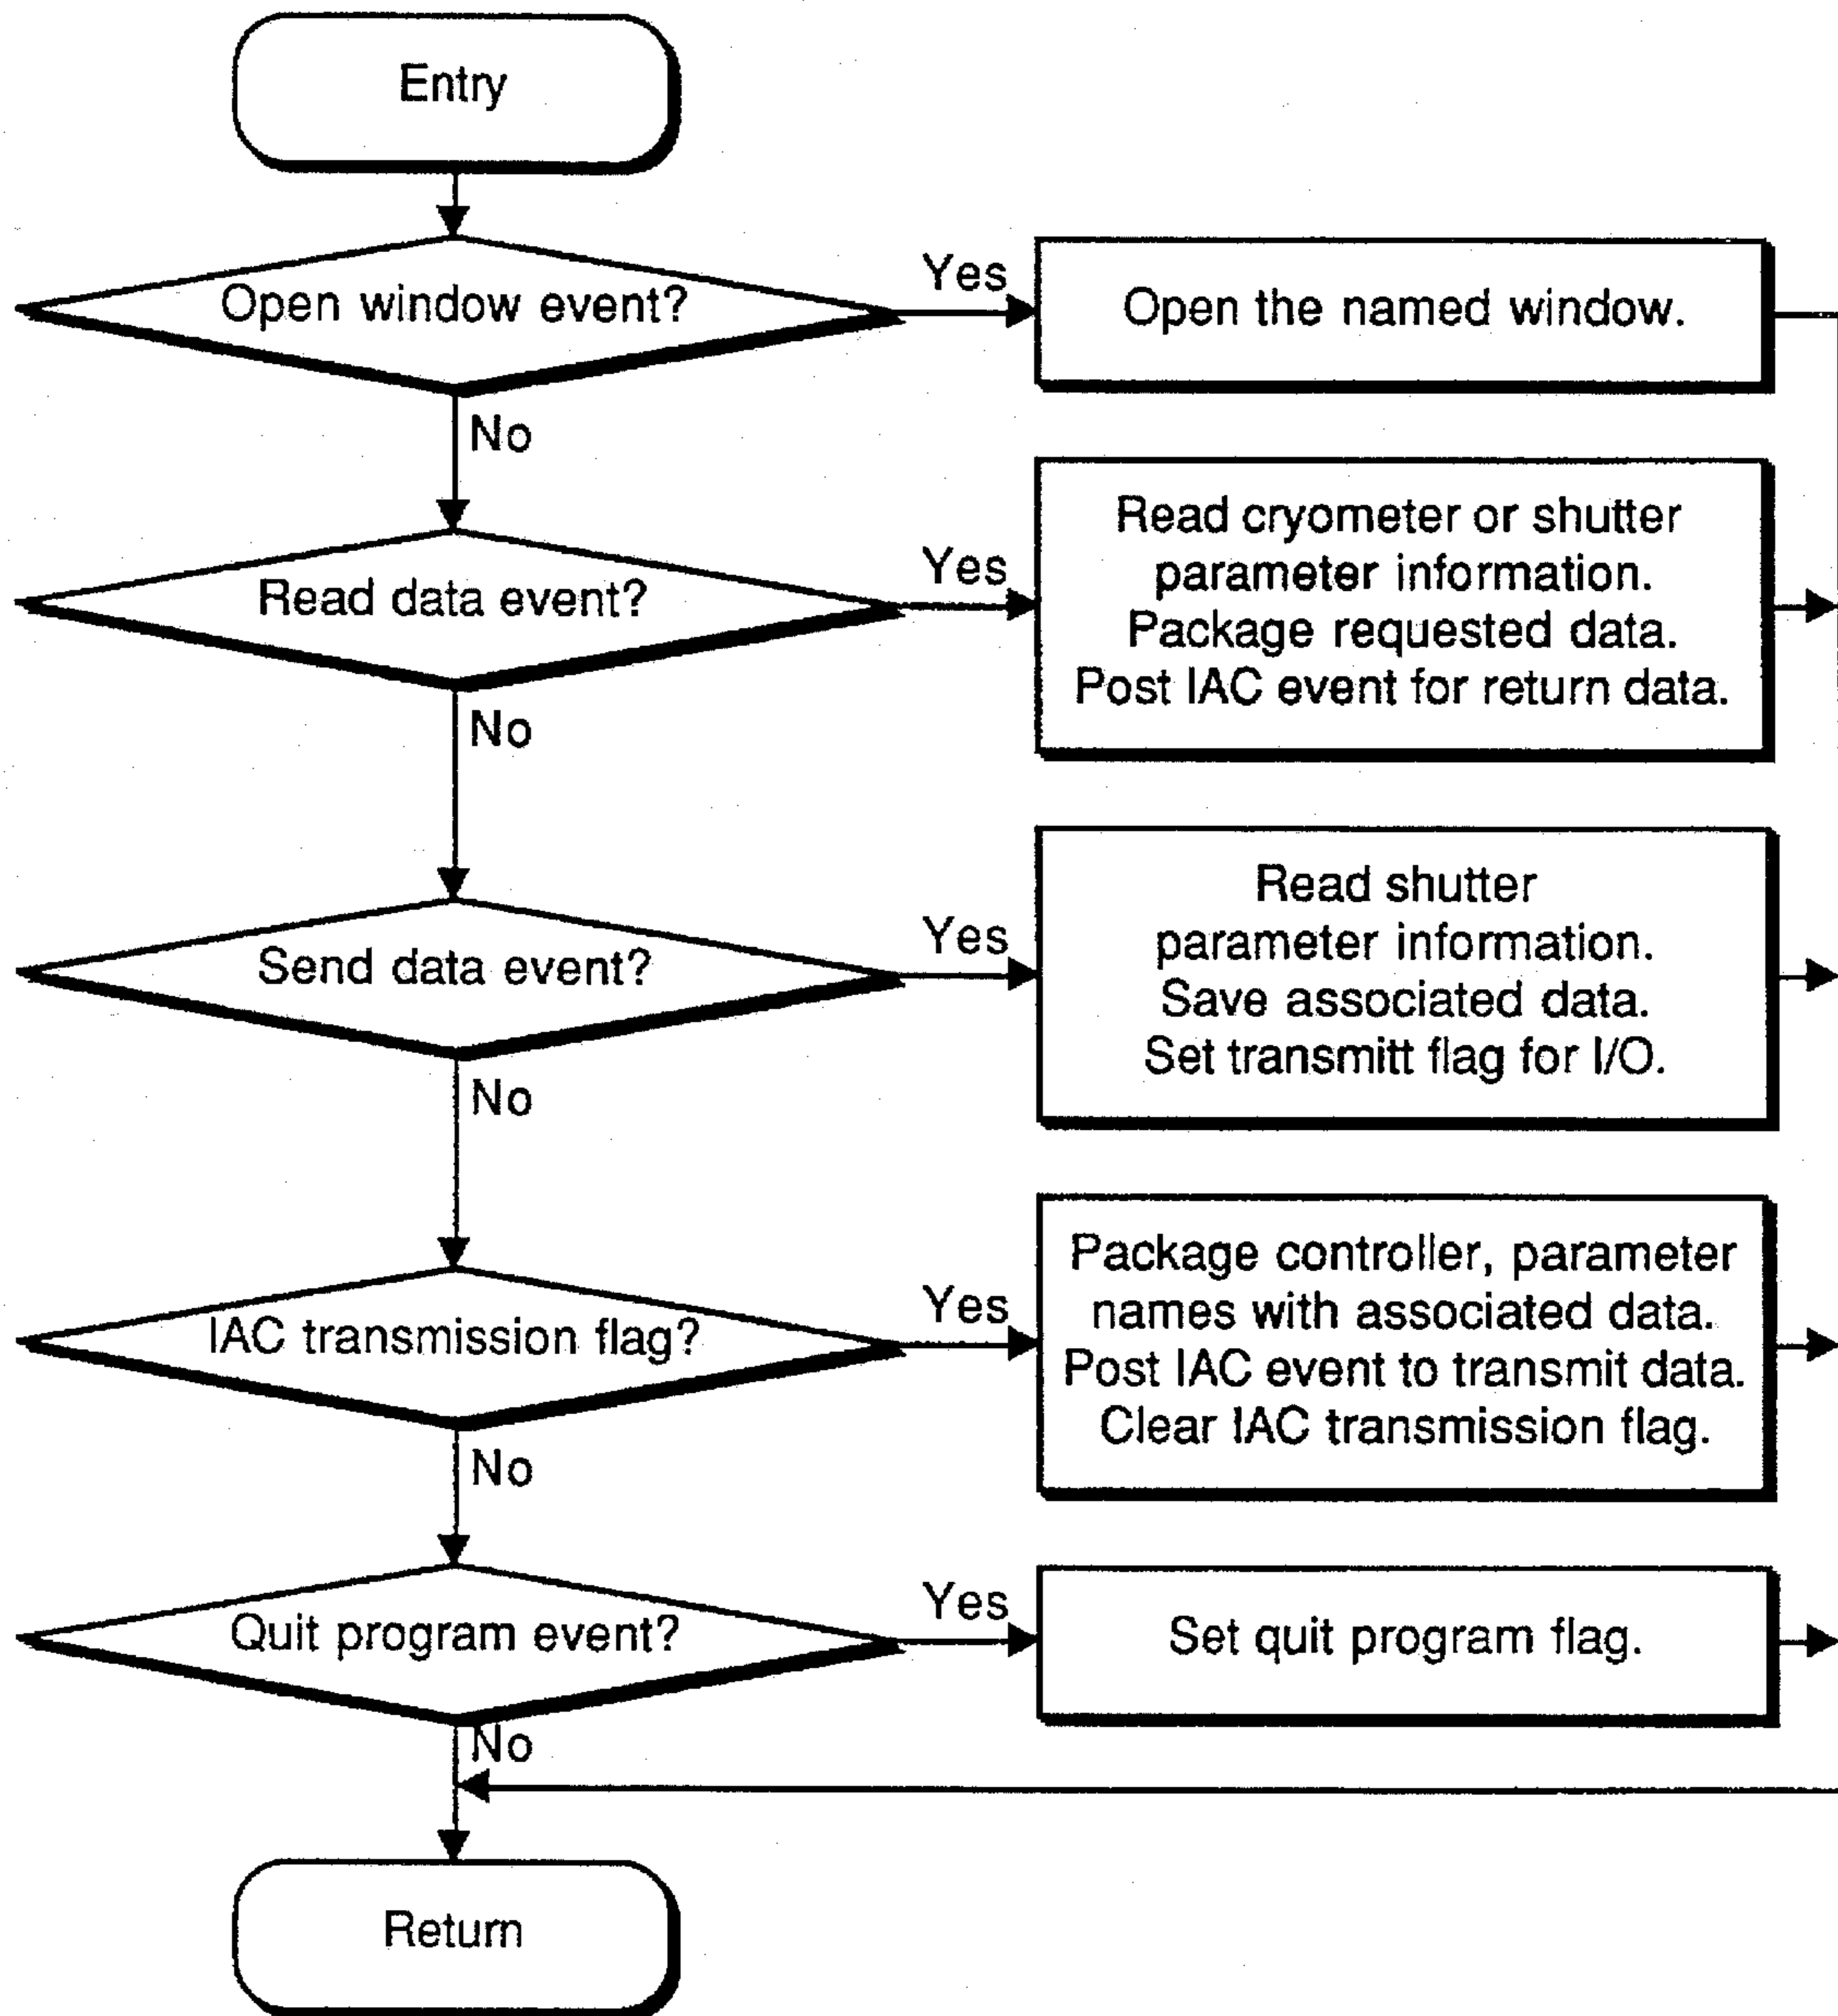 Entry
Open window event?
Yes
Open the named window.
No
Read data event?
Yes
Read cryometer or shutter
parameter information.
Package requested data.
Post IAC event for return data.
No
Send data event?
Yes
Read shutter
parameter information.
Save associated data.
Set transmitt flag for I/O.
No
IAC transmission flag?
Yes
Package controller, parameter
names with associated data.
Post IAC event to transmit data.
Clear IAC transmission flag.
No
Quit program event?
Yes
Set quit program flag.
No
Return